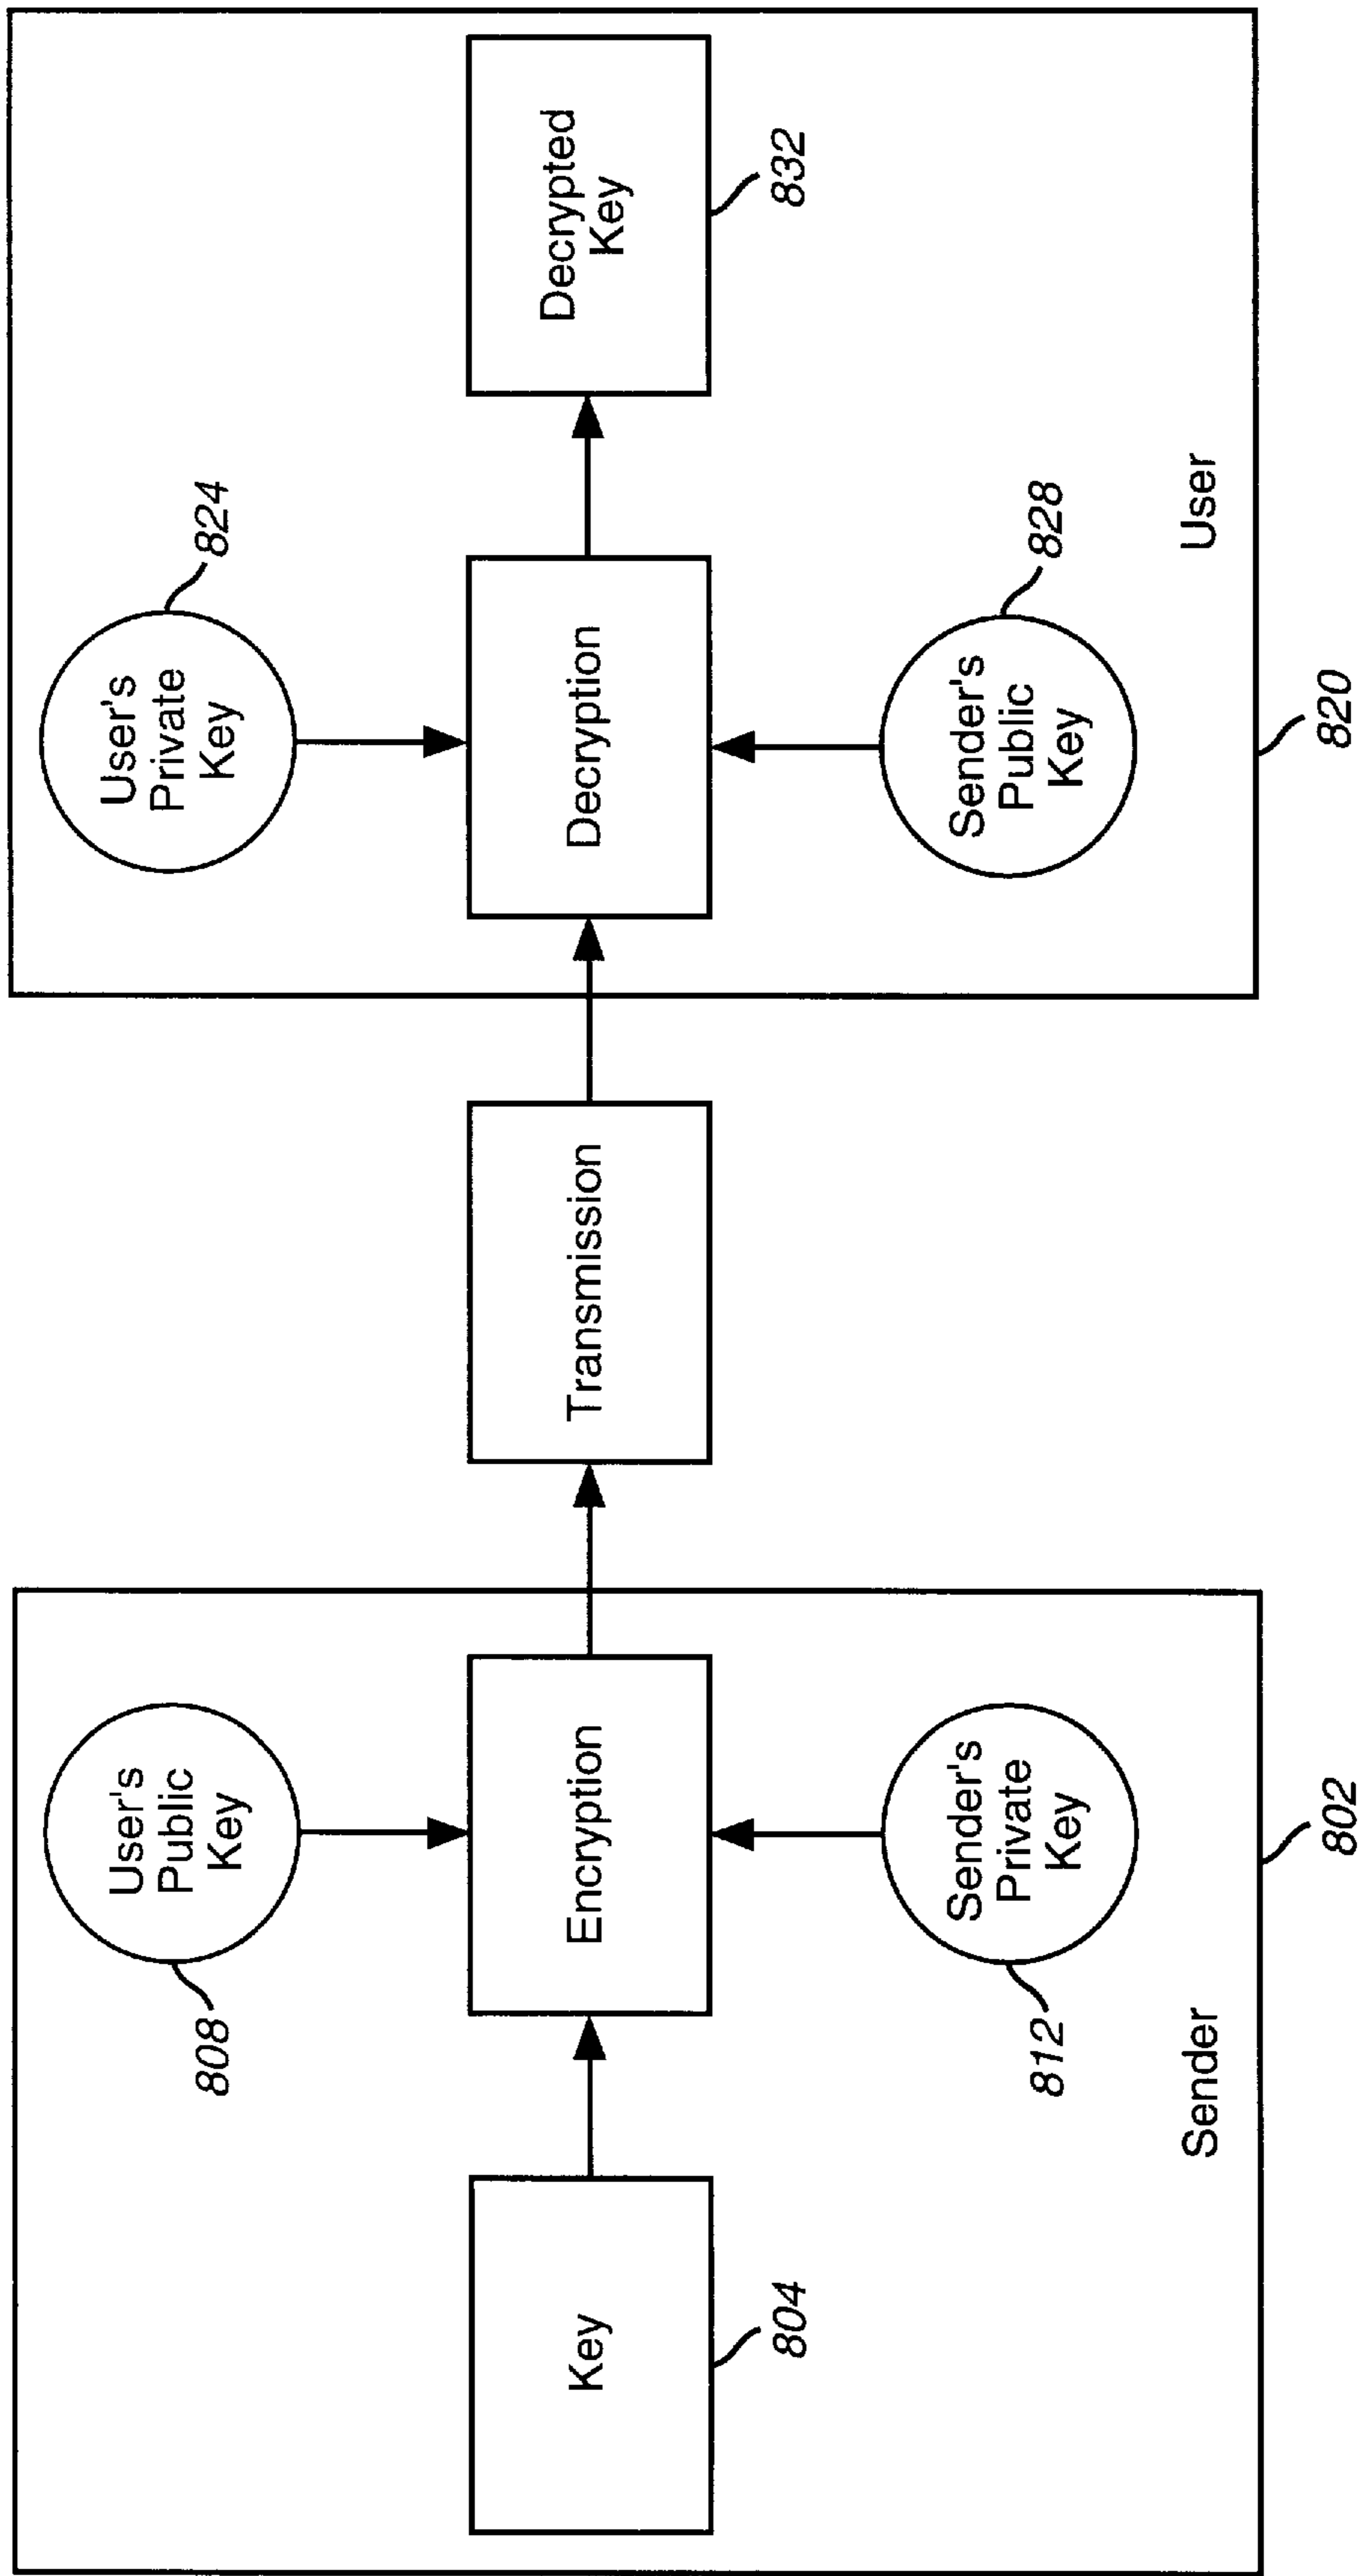 User's
Public
Key
808
Key
804
Encryption
Sender's
Private
Key
812
Sender
802
Transmission
User's
Private
Key
824
Decryption
Decrypted
Key
832
Sender's
Public
Key
828
User
820